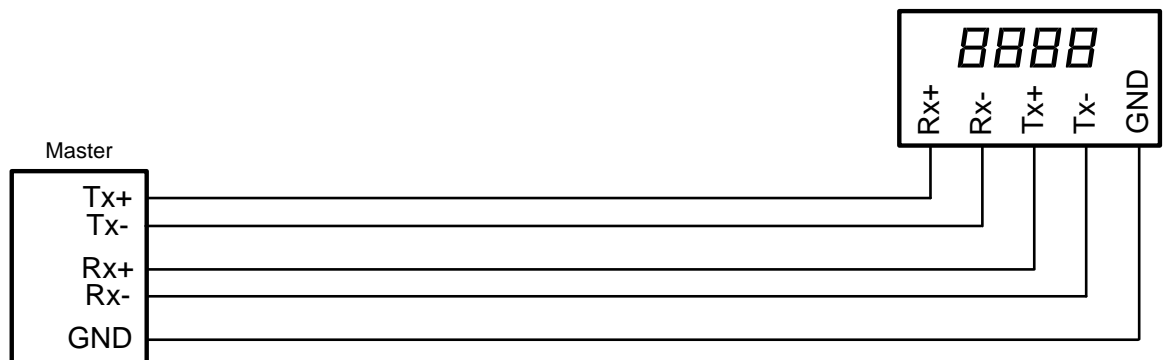 8888
Rx+
Rx-
Tx+
Tx-
GND
Master
Tx+
Tx-
Rx+
Rx-
GND